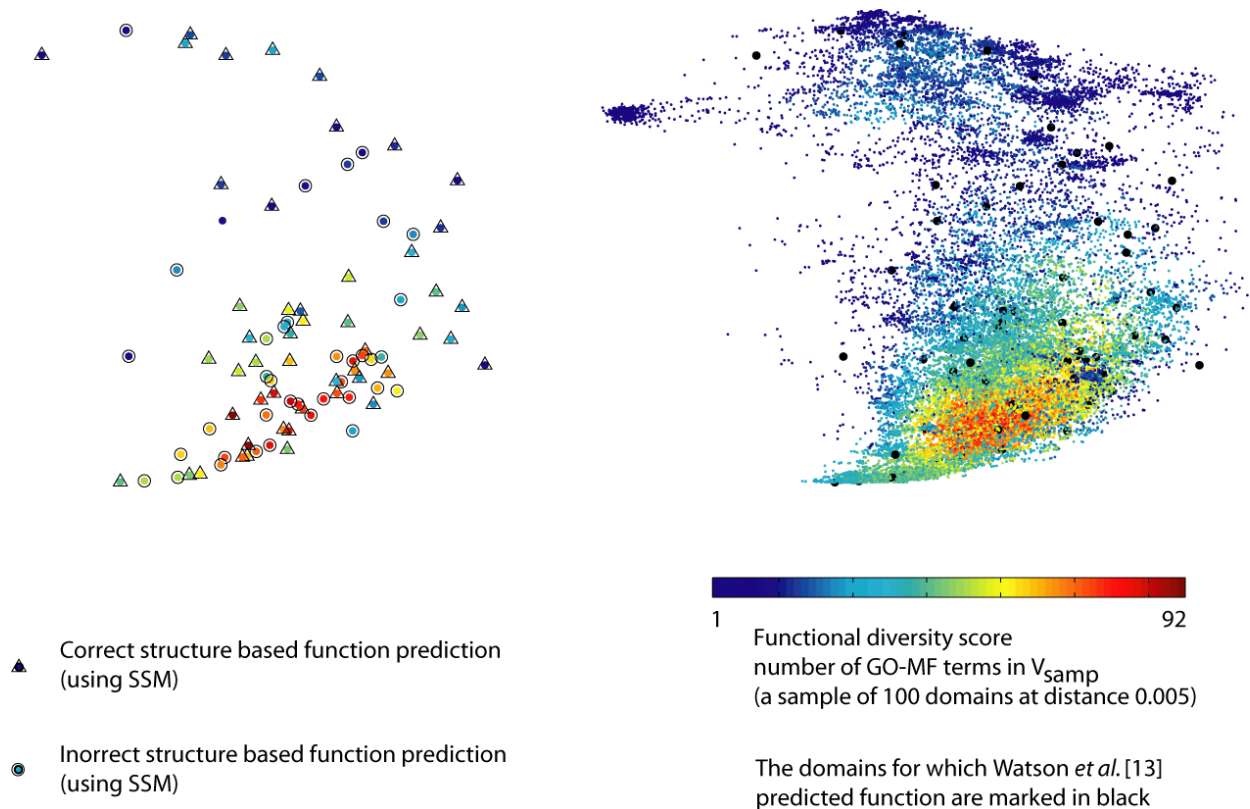 1
92
Functional diversity score
number of GO-MF terms in Vsamp
(a sample of 100 domains at distance 0.005)
Correct structure based function prediction
(using SSM)
Inorrect structure based function prediction
(using SSM)
The domains for which Watson et al. [13]
predicted function are marked in black